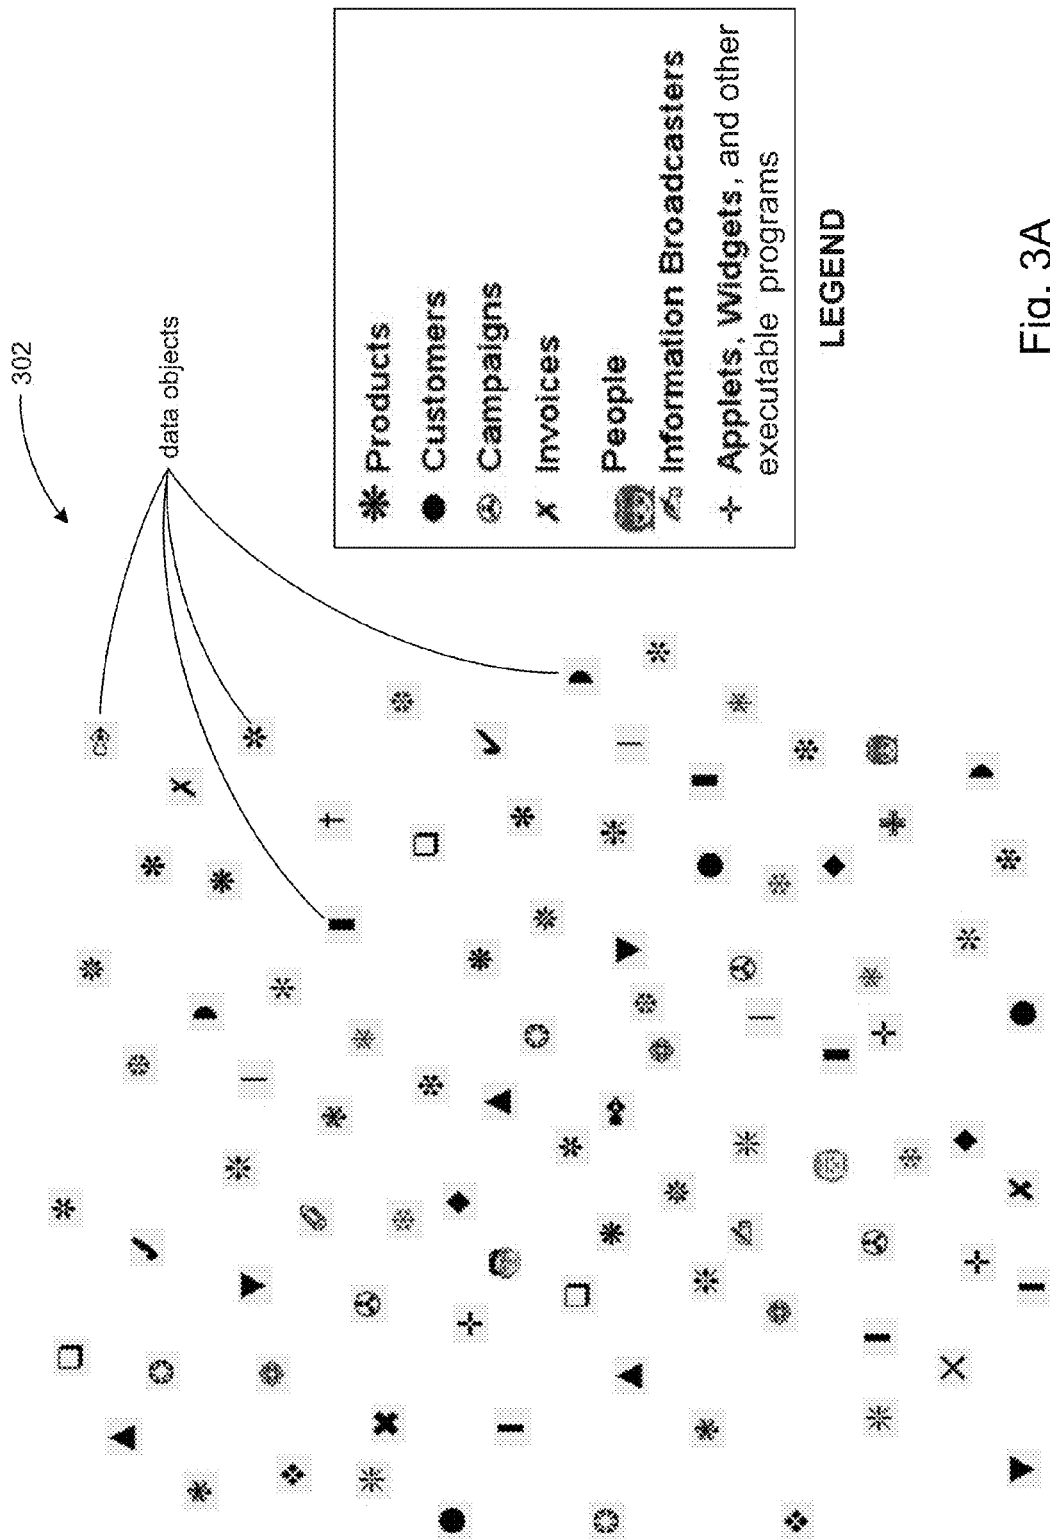 302
data objects
Products
Customers
Campaigns
Invoices
People
Information Broadcasters
Applets, Widgets, and other
executable programs
LEGEND
Fig. 3A